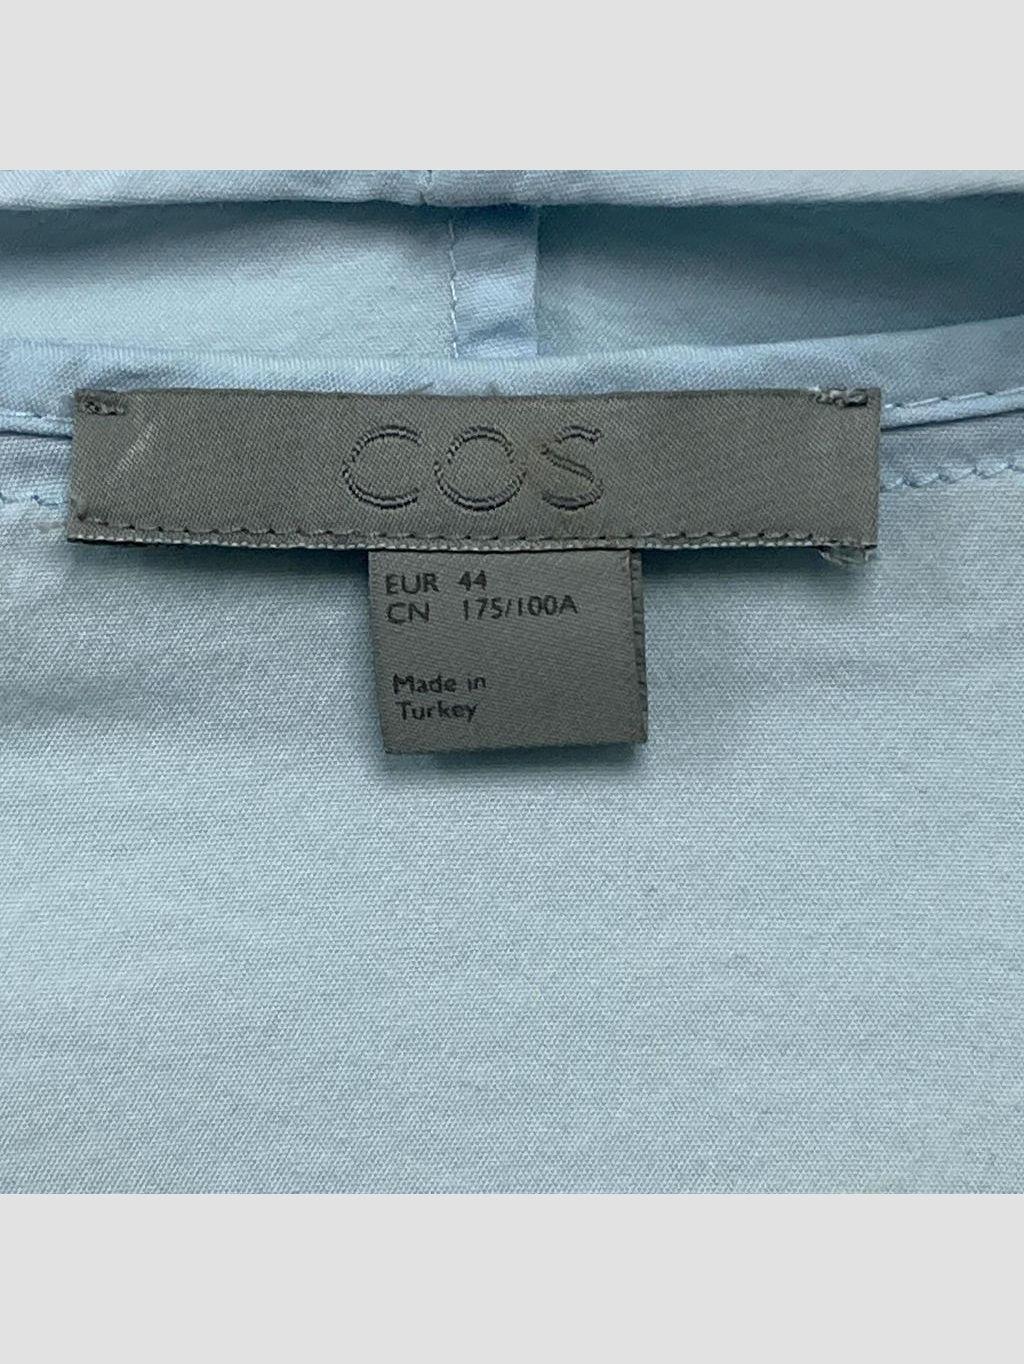 COS
EUR 44
CN 175/100A
Made in
Turkey